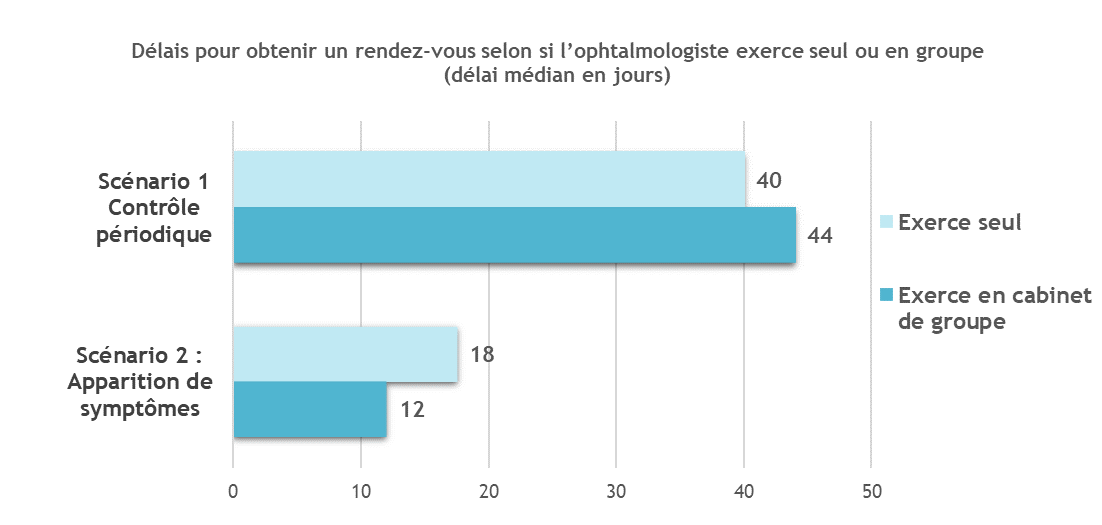 Délais pour obtenir un rendez-vous selon si l’ophtalmologiste exerce seul ou en groupe
(délai médian en jours)
Scénario 1
Contrôle
périodique
40
44
Scénario 2 :
Apparition de
symptômes
18
12
0 10 20 30 40 50
Exerce seul
Exerce en cabinet
de groupe